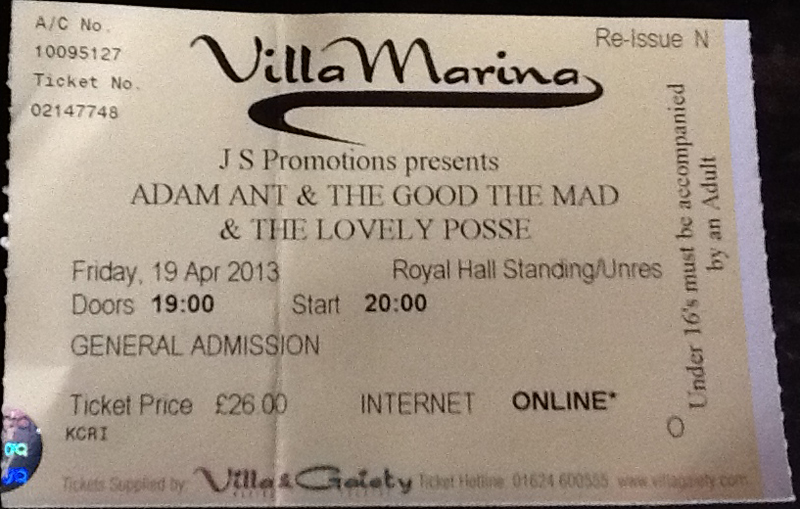 A/C No.
10095127
Ticket No.
02147748
Villa Marina
Re-Issue N
J S Promotions presents
ADAM ANT & THE GOOD THE MAD
& THE LOVELY POSSE
Friday, 19 Apr 2013 Royal Hall Standing/Unres
Doors 19:00 Start 20:00
GENERAL ADMISSION
Ticket Price £26.00 INTERNET ONLINE*
KCRI
O Under 16's must be accompanied
by an Adult
Tickets Supplied by: Villa & Gaiety Ticket Hotline: 01624 600555 www.villagaiety.com